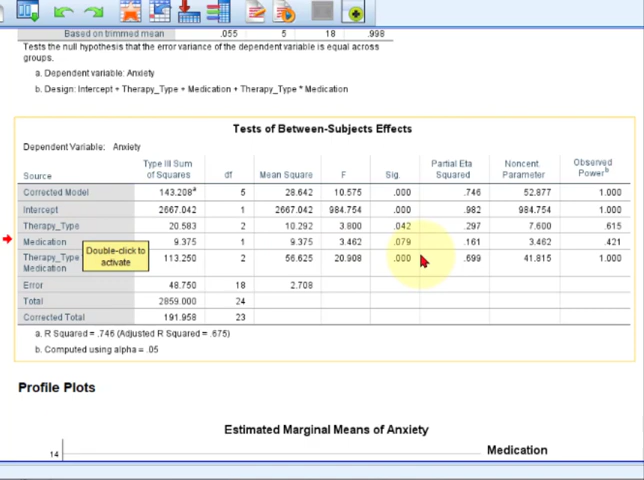 Based on trimmed mean .055 5 18 .998
Tests the null hypothesis that the error variance of the dependent variable is equal across
groups.
a. Dependent variable: Anxiety
b. Design: Intercept + Therapy_Type + Medication + Therapy_Type * Medication
Tests of Between-Subjects Effects
Dependent Variable: Anxiety
Source Type III Sum of Squares df Mean Square F Sig. Partial Eta Squared Noncent. Parameter Observed Powerb
Corrected Model 143.208a 5 28.642 10.575 .000 .746 52.877 1.000
Intercept 2667.042 1 2667.042 984.754 .000 .982 984.754 1.000
Therapy_Type 20.583 2 10.292 3.800 .042 .297 7.600 .615
Medication 9.375 1 9.375 3.462 .079 .161 3.462 .421
Therapy_Type Medication 113.250 2 56.625 20.908 .000 .699 41.815 1.000
Double-click to
activate
Error 48.750 18 2.708
Total 2859.000 24
Corrected Total 191.958 23
a. R Squared = .746 (Adjusted R Squared = .675)
b. Computed using alpha = .05
Profile Plots
Estimated Marginal Means of Anxiety
14
Medication